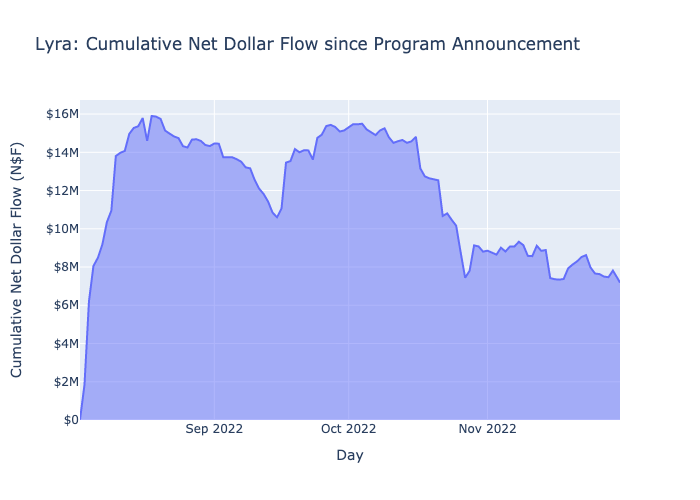 Lyra: Cumulative Net Dollar Flow since Program Announcement
Cumulative Net Dollar Flow (N$F)
$16M
$14M
$12M
$10M
$8M
$6M
$4M
$2M
$0
Sep 2022
Oct 2022
Nov 2022
Day